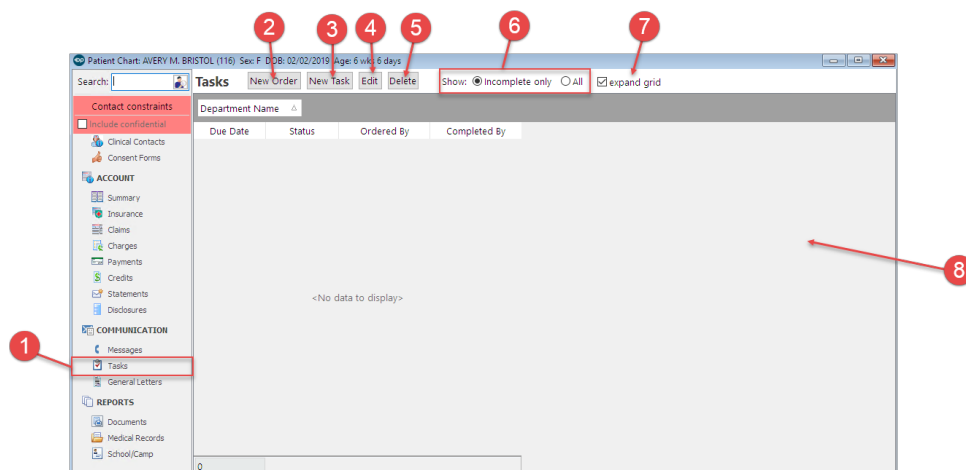 2 3 4 5 6 7
Patient Chart: AVERY M. BRISTOL (116) Sex: F DOB: 02/02/2019 Age: 6 wks 6 days
Search: Tasks New Order New Task Edit Delete Show: Incomplete only All expand grid
Contact constraints
Include confidential
Department Name
Due Date Status Ordered By Completed By
Clinical Contacts
Consent Forms
ACCOUNT
Summary
Insurance
Claims
Charges
Payments
8
Credits
Statements
<No data to display>
Disclosures
COMMUNICATION
1
Messages
Tasks
General Letters
REPORTS
Documents
Medical Records
School/Camp
0